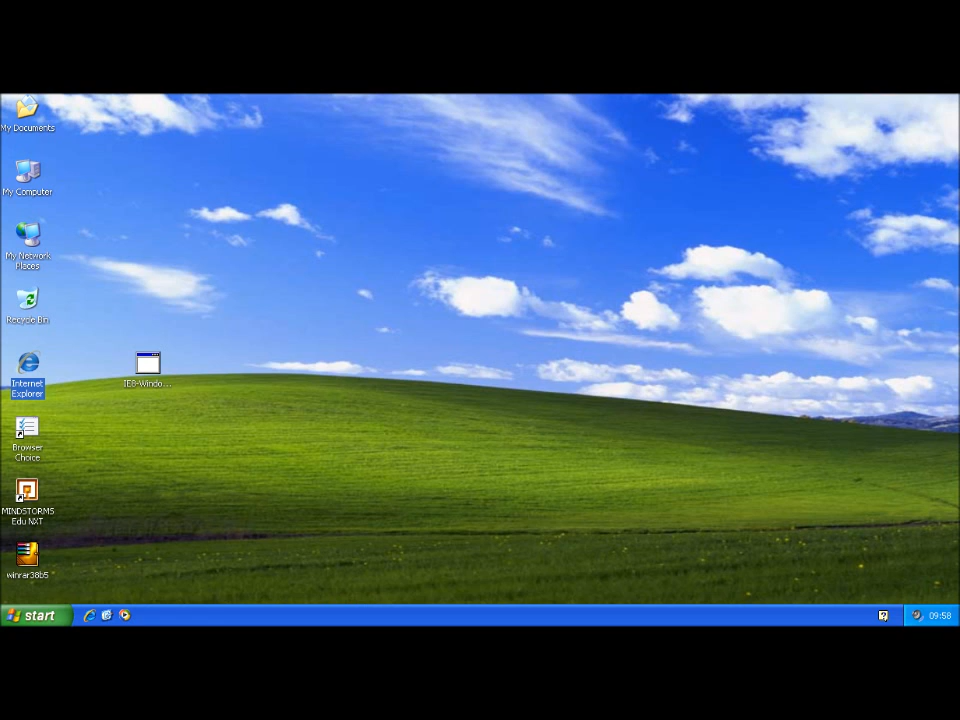 My Documents
My Computer
My Network
Places
Recycle Bin
Internet
Explorer
IE8-Windo...
Browser
Choice
MINDSTORMS
Edu NXT
winrar38b5
start
09:58